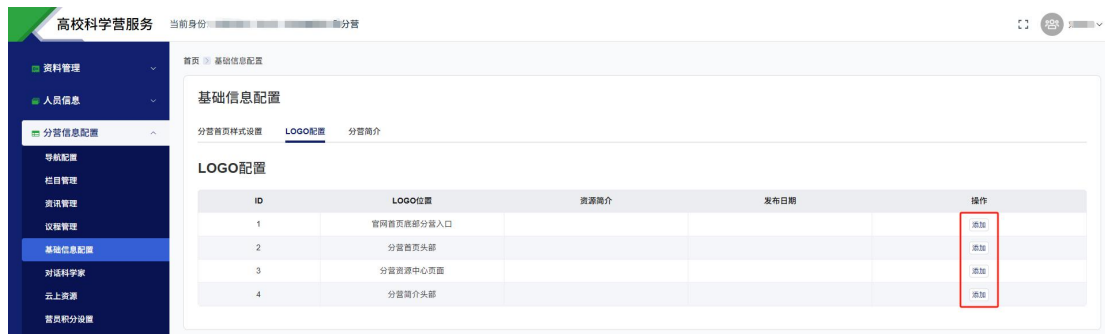 高校科学营服务 当前身份: 分营
首页 基础信息配置
资料管理
人员信息
分营信息配置
导航配置
栏目管理
资讯管理
议程管理
基础信息配置
对话科学家
云上资源
营员积分设置
基础信息配置
分营首页样式设置 LOGO配置 分营简介
LOGO配置
ID LOGO位置 资源简介 发布日期 操作
1 官网首页底部分营入口 添加
2 分营首页头部 添加
3 分营资源中心页面 添加
4 分营简介头部 添加